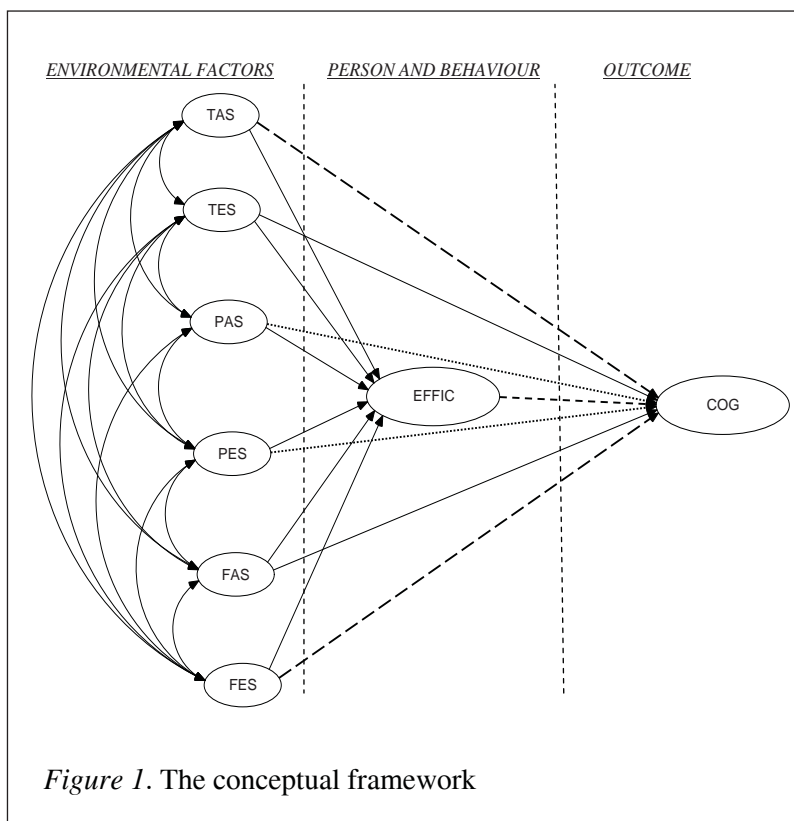 ENVIRONMENTAL FACTORS PERSON AND BEHAVIOUR OUTCOME
TAS
TES
PAS
EFFIC
COG
PES
FAS
FES
Figure 1. The conceptual framework